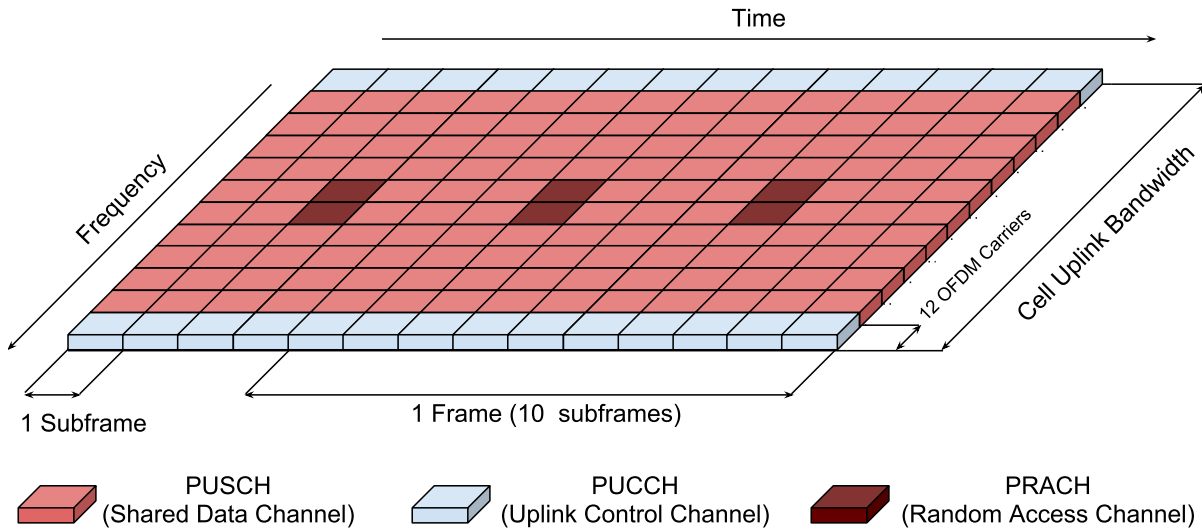 Time
Frequency
Cell Uplink Bandwidth
12 OFDM Carriers
1 Subframe
1 Frame (10 subframes)
PUSCH
(Shared Data Channel)
PUCCH
(Uplink Control Channel)
PRACH
(Random Access Channel)